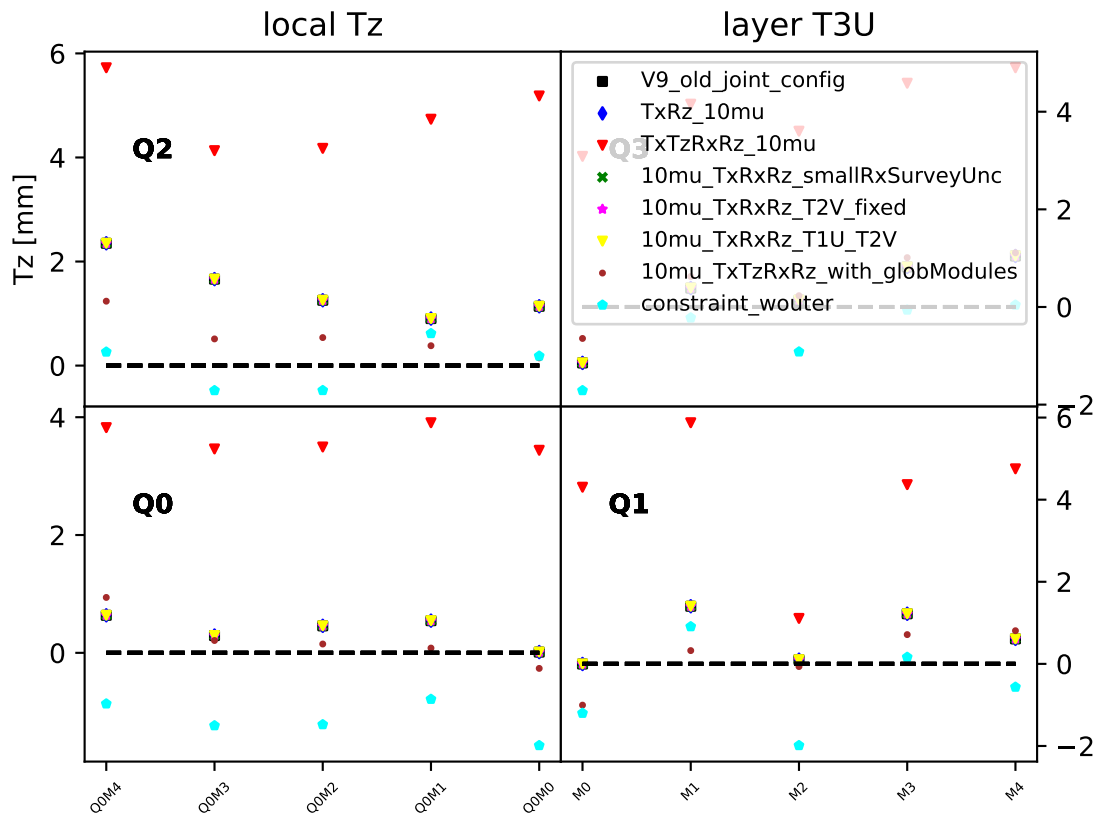 local Tz
layer T3U
Tz [mm]
6
4
2
0
Q2
Q3
V9_old_joint_config
TxRz_10mu
TxTzRxRz_10mu
10mu_TxRxRz_smallRxSurveyUnc
10mu_TxRxRz_T2V_fixed
10mu_TxRxRz_T1U_T2V
10mu_TxTzRxRz_with_globModules
constraint_wouter
4
2
0
−2
4
2
0
Q0
Q1
6
4
2
0
−2
Q0M4
Q0M3
Q0M2
Q0M1
Q0M0
M0
M1
M2
M3
M4